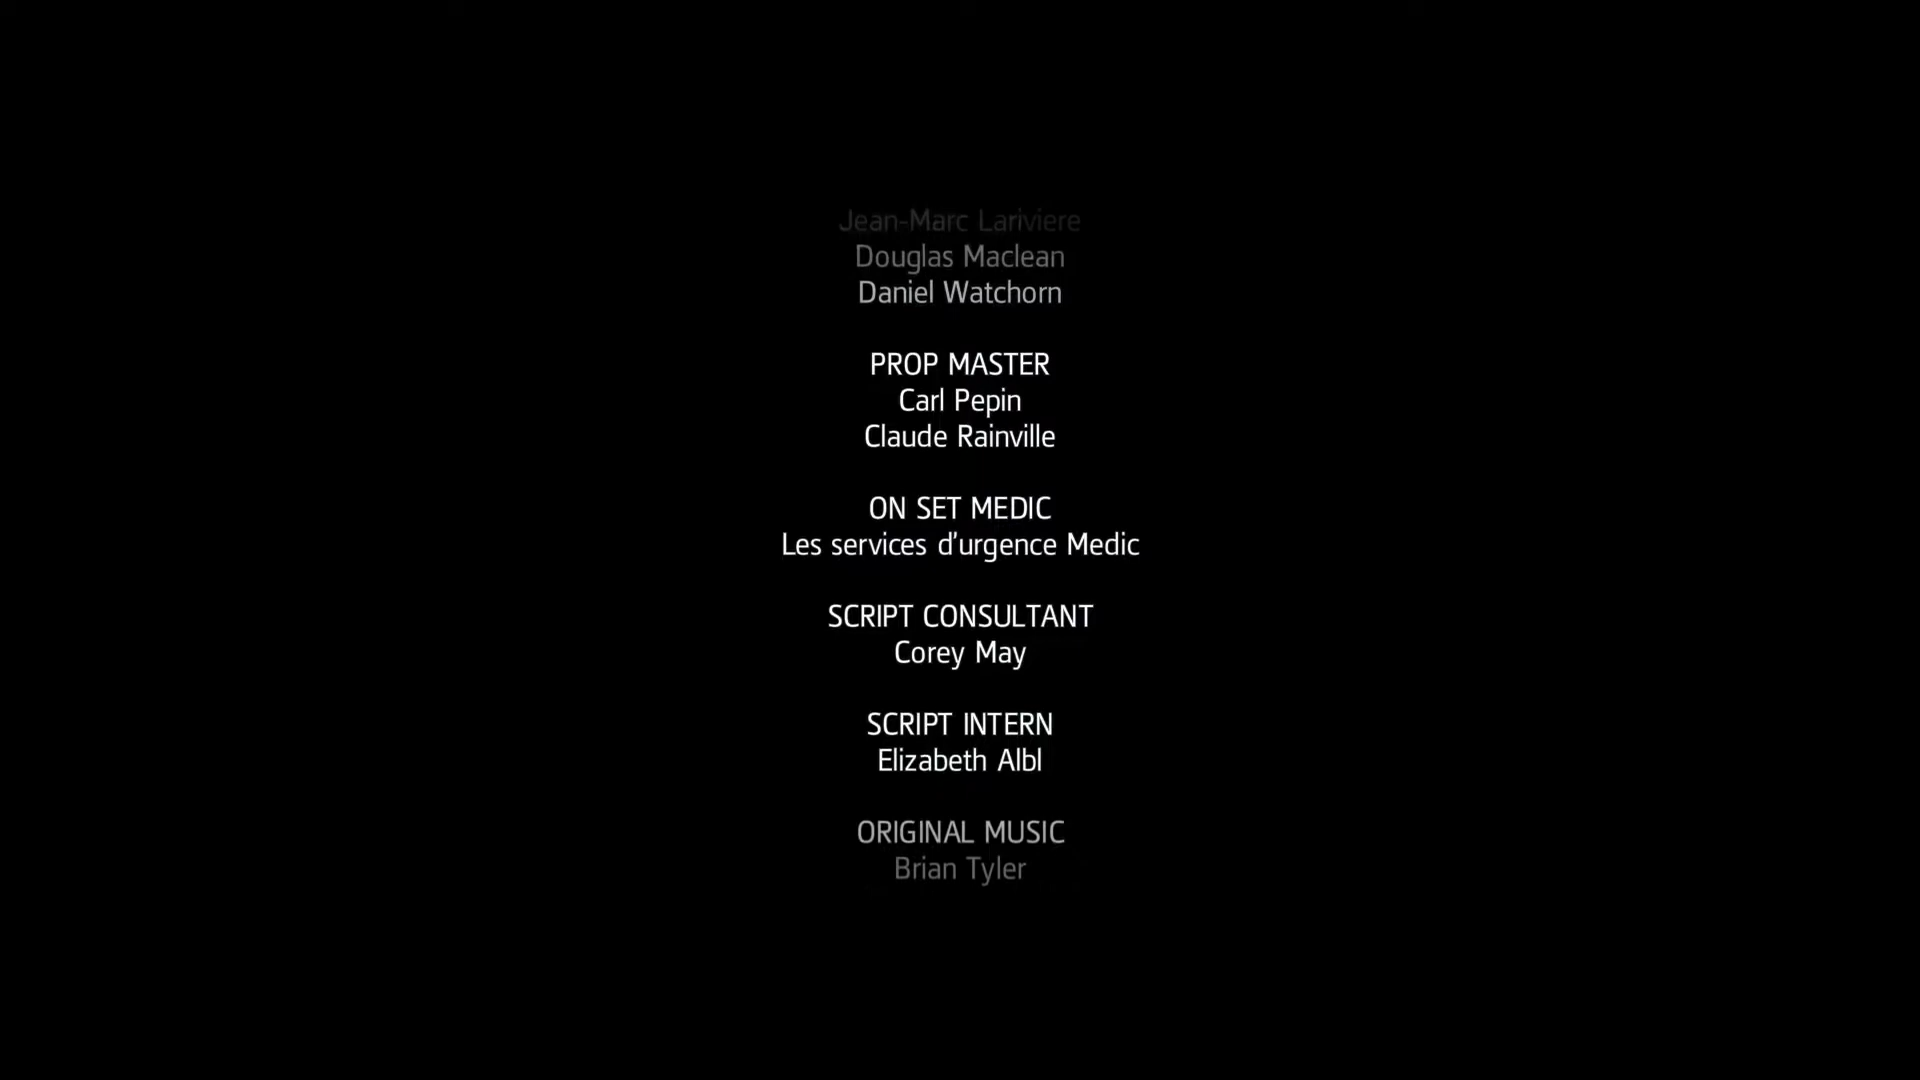 Jean-Marc Lariviere
Douglas Maclean
Daniel Watchorn
PROP MASTER
Carl Pepin
Claude Rainville
ON SET MEDIC
Les services d'urgence Medic
SCRIPT CONSULTANT
Corey May
SCRIPT INTERN
Elizabeth Albl
ORIGINAL MUSIC
Brian Tyler